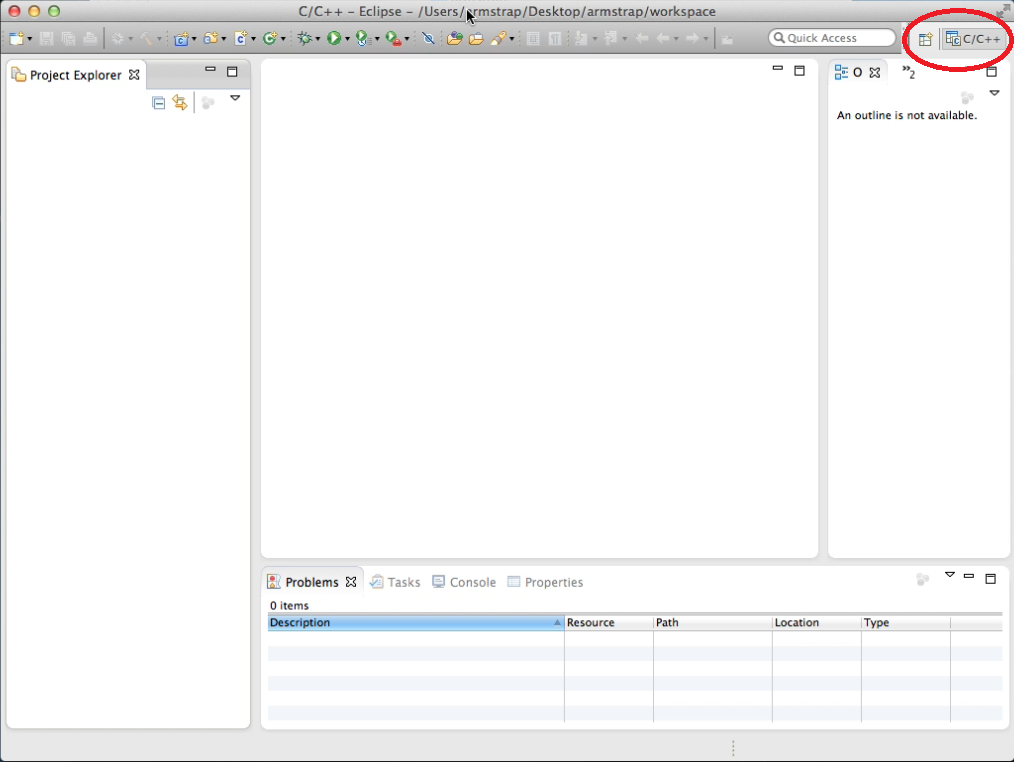 C/C++ – Eclipse – /Users/armstrap/Desktop/armstrap/workspace
Quick Access
C/C++
Project Explorer
O
»2
An outline is not available.
Problems Tasks Console Properties
0 items
Description Resource Path Location Type